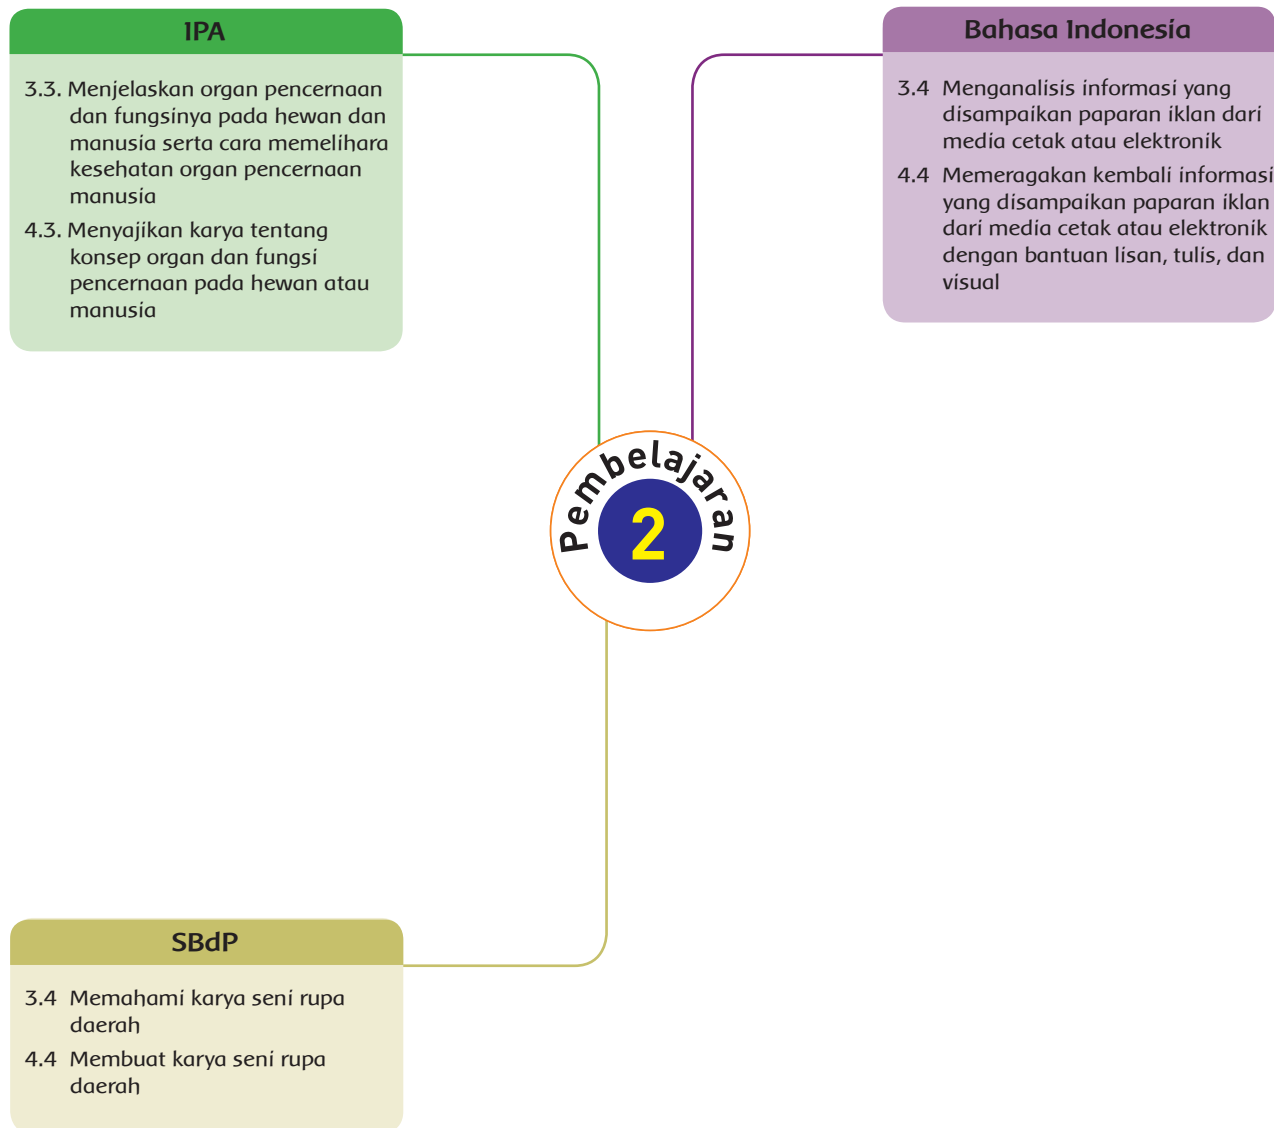 IPA
3.3. Menjelaskan organ pencernaan
dan fungsinya pada hewan dan
manusia serta cara memelihara
kesehatan organ pencernaan
manusia
4.3. Menyajikan karya tentang
konsep organ dan fungsi
pencernaan pada hewan atau
manusia
Bahasa Indonesia
3.4 Menganalisis informasi yang
disampaikan paparan iklan dari
media cetak atau elektronik
4.4 Memeragakan kembali informasi
yang disampaikan paparan iklan
dari media cetak atau elektronik
dengan bantuan lisan, tulis, dan
visual
Pembelajaran
2
SBdP
3.4 Memahami karya seni rupa
daerah
4.4 Membuat karya seni rupa
daerah